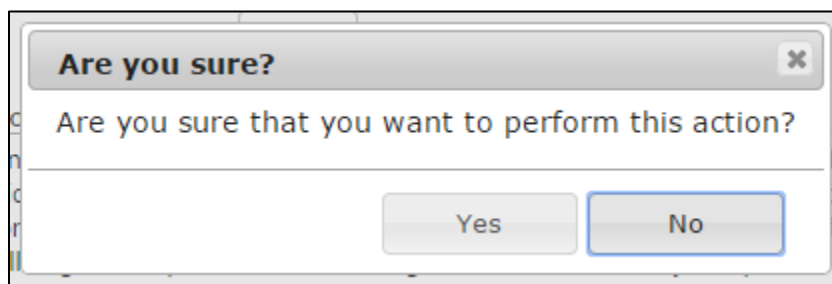 Are you sure?
Are you sure that you want to perform this action?
Yes
No